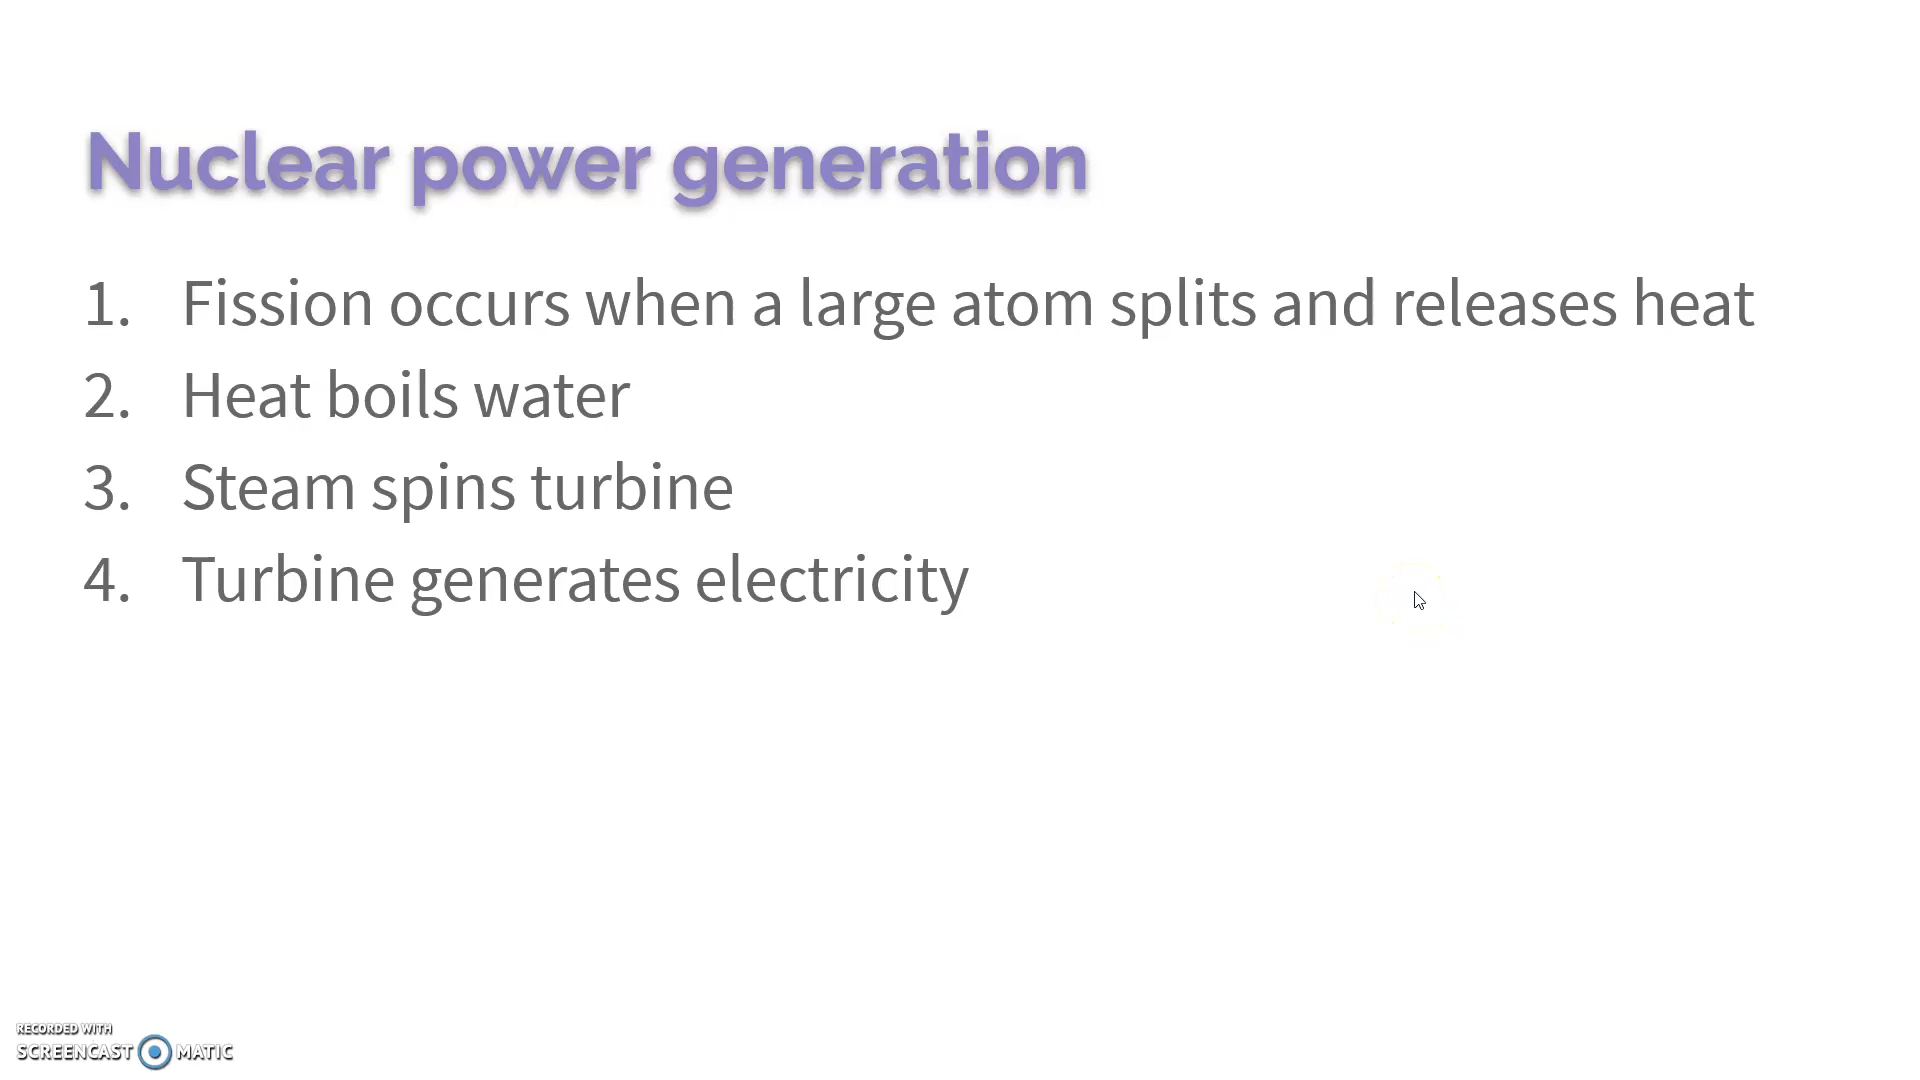 Nuclear power generation
1. Fission occurs when a large atom splits and releases heat
2. Heat boils water
3. Steam spins turbine
4. Turbine generates electricity
RECORDED WITH
SCREENCAST MATIC